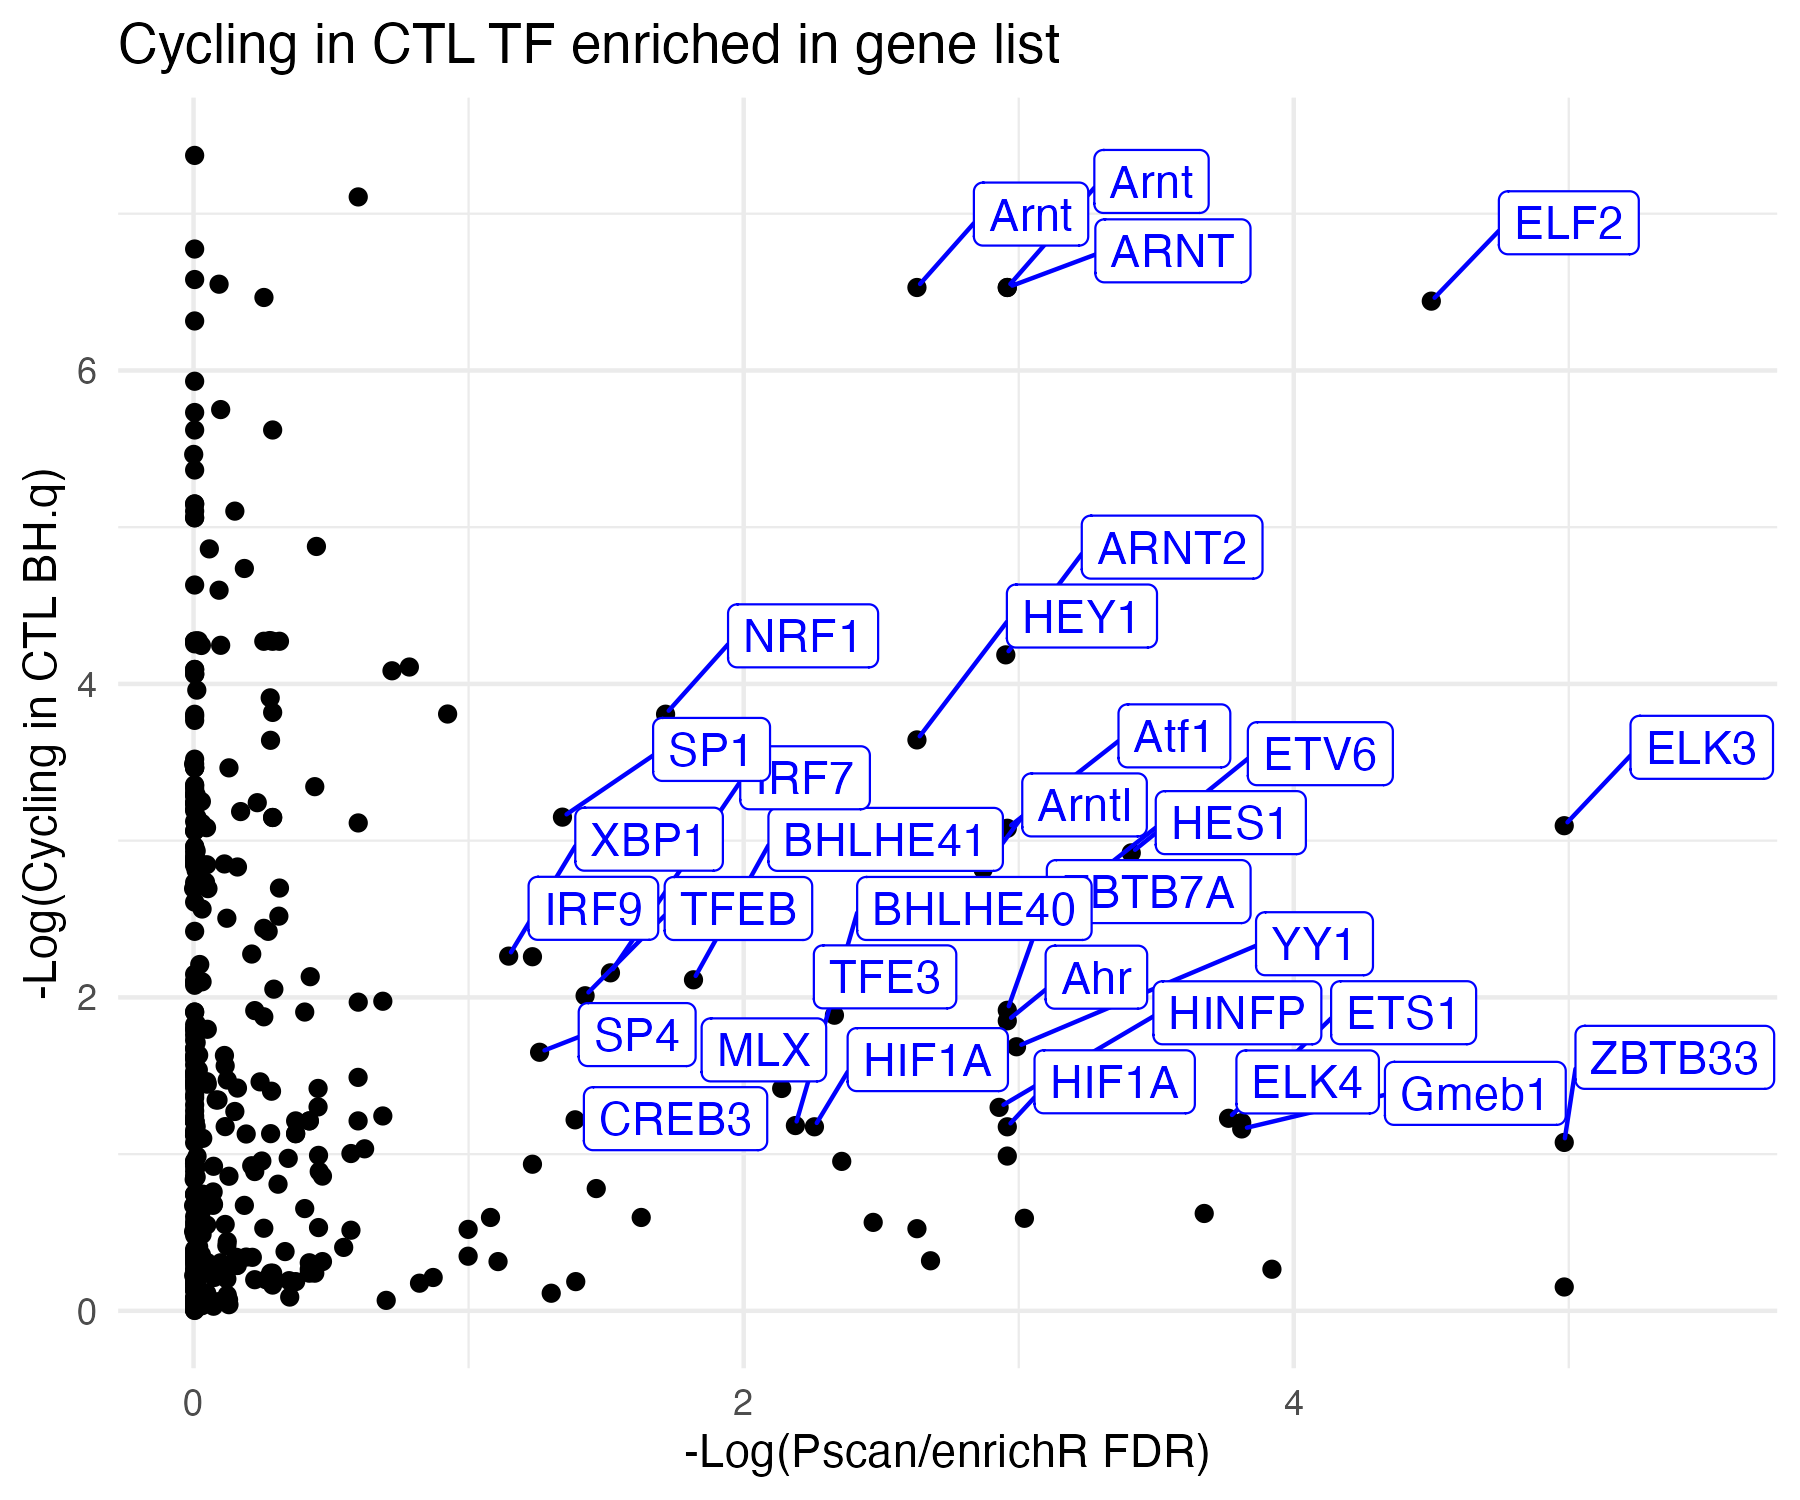 Cycling in CTL TF enriched in gene list
-Log(Cycling in CTL BH.q)
6
4
2
0
Arnt
Arnt
ARNT
ELF2
ARNT2
HEY1
NRF1
SP1
IRF7
Atf1
ETV6
ELK3
Arntl
HES1
XBP1
BHLHE41
ZBTB7A
IRF9
TFEB
BHLHE40
YY1
TFE3
Ahr
HINFP
ETS1
SP4
MLX
HIF1A
HIF1A
ELK4
Gmeb1
ZBTB33
CREB3
0
2
4
-Log(Pscan/enrichR FDR)